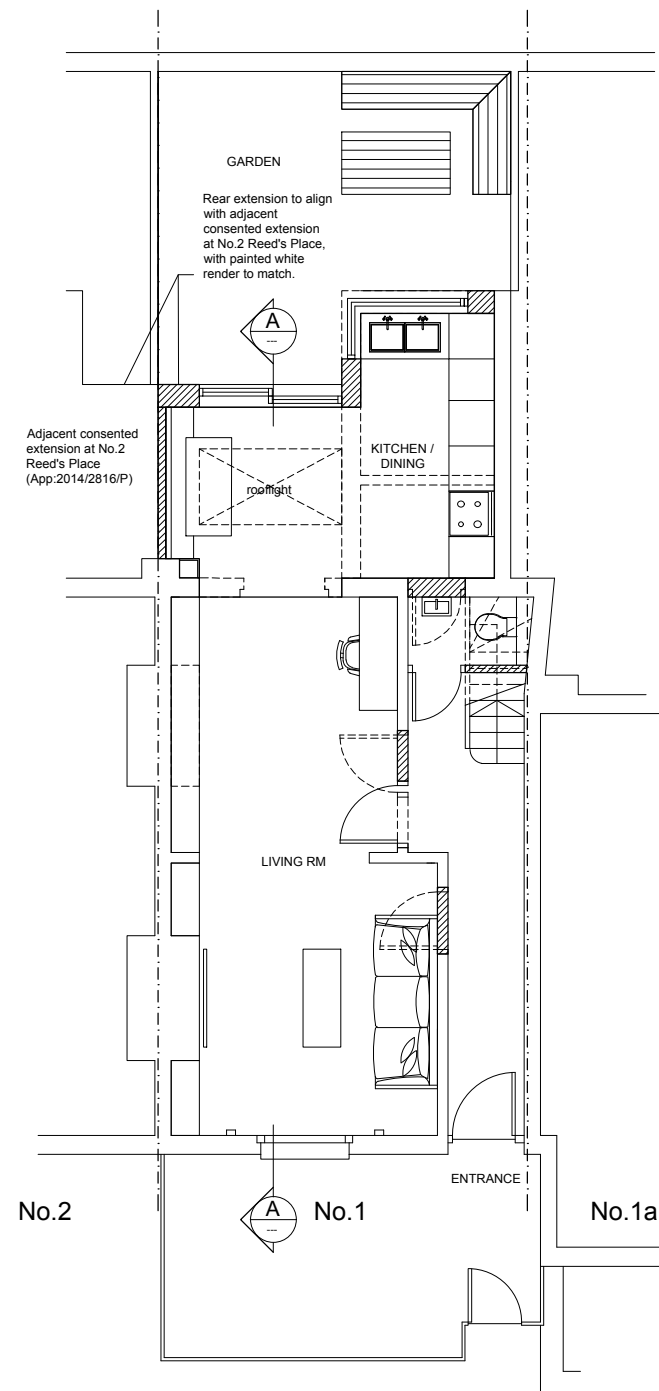 GARDEN
Rear extension to align
with adjacent
consented extension
at No.2 Reed's Place,
with painted white
render to match.
A
---
Adjacent consented
extension at No.2
Reed's Place
(App:2014/2816/P)
KITCHEN /
DINING
rooflight
LIVING RM
ENTRANCE
No.2
A
---
No.1
No.1a